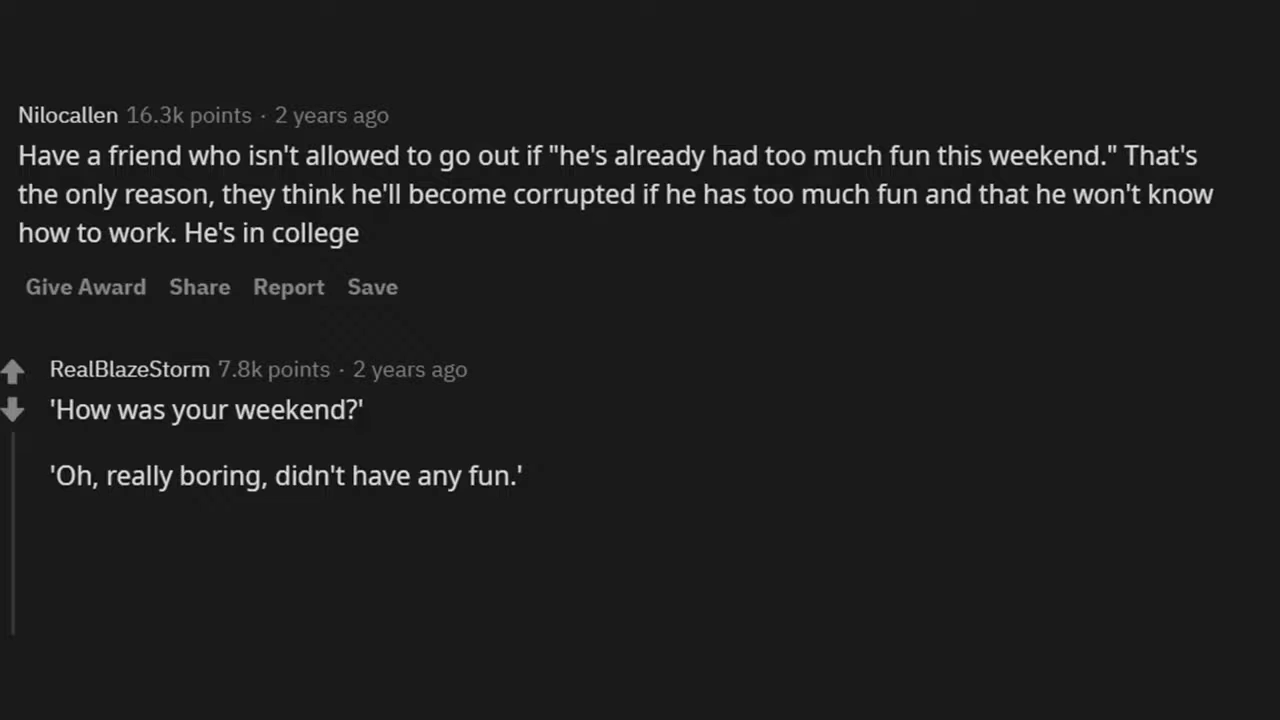 Nilocallen 16.3k points · 2 years ago
Have a friend who isn't allowed to go out if "he's already had too much fun this weekend." That's
the only reason, they think he'll become corrupted if he has too much fun and that he won't know
how to work. He's in college
Give Award Share Report Save
RealBlazeStorm 7.8k points · 2 years ago
'How was your weekend?'
'Oh, really boring, didn't have any fun.'